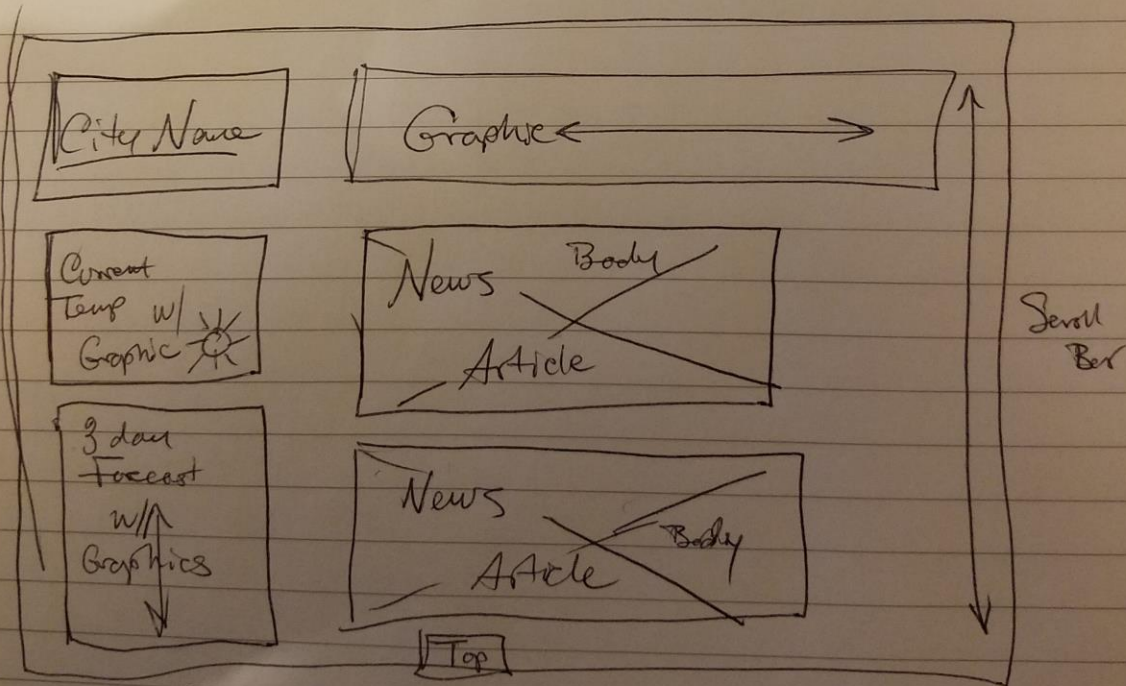 City Name
Graphic
Current
Temp w/
Graphic
News Body
Article
Scroll
Bar
3 day
Forecast
w/
Graphics
News
Body
Article
Top